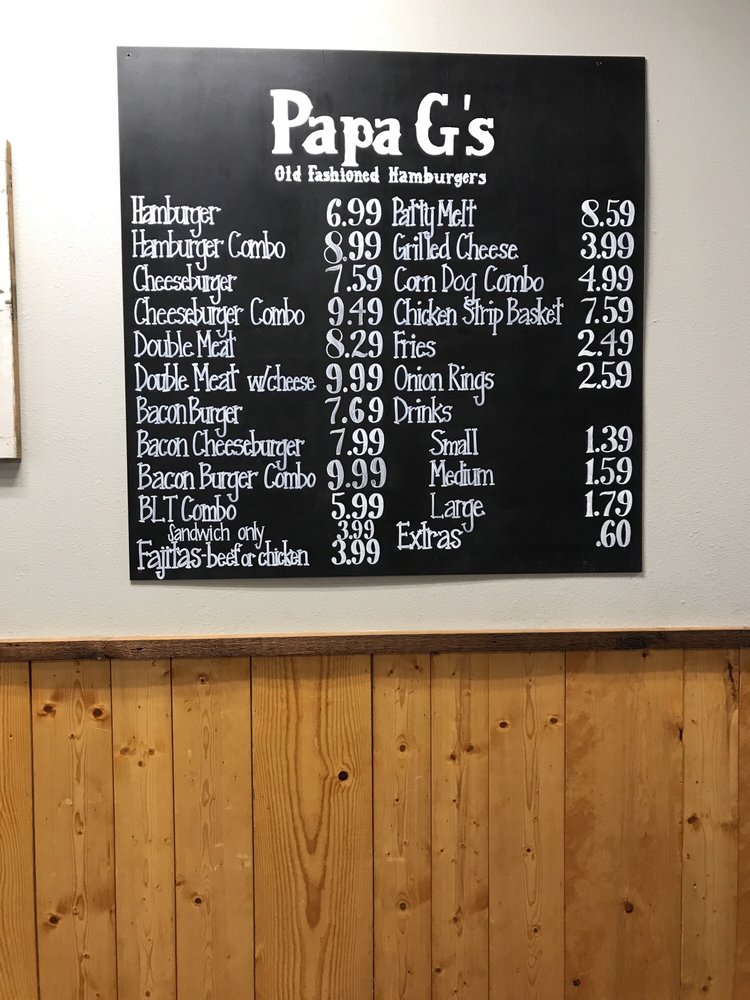 Papa G's
Old Fashioned Hamburgers
Hamburger 6.99
Hamburger Combo 8.99
Cheeseburger 7.59
Cheeseburger Combo 9.49
Double Meat 8.29
Double Meat w/cheese 9.99
Bacon Burger 7.69
Bacon Cheeseburger 7.99
Bacon Burger Combo 9.99
BLT Combo 5.99
Sandwich only 3.99
Fajitas-beef or chicken 3.99
Patty Melt 8.59
Grilled Cheese 3.99
Corn Dog Combo 4.99
Chicken Strip Basket 7.59
Fries 2.49
Onion Rings 2.59
Drinks
Small 1.39
Medium 1.59
Large 1.79
Extras .60